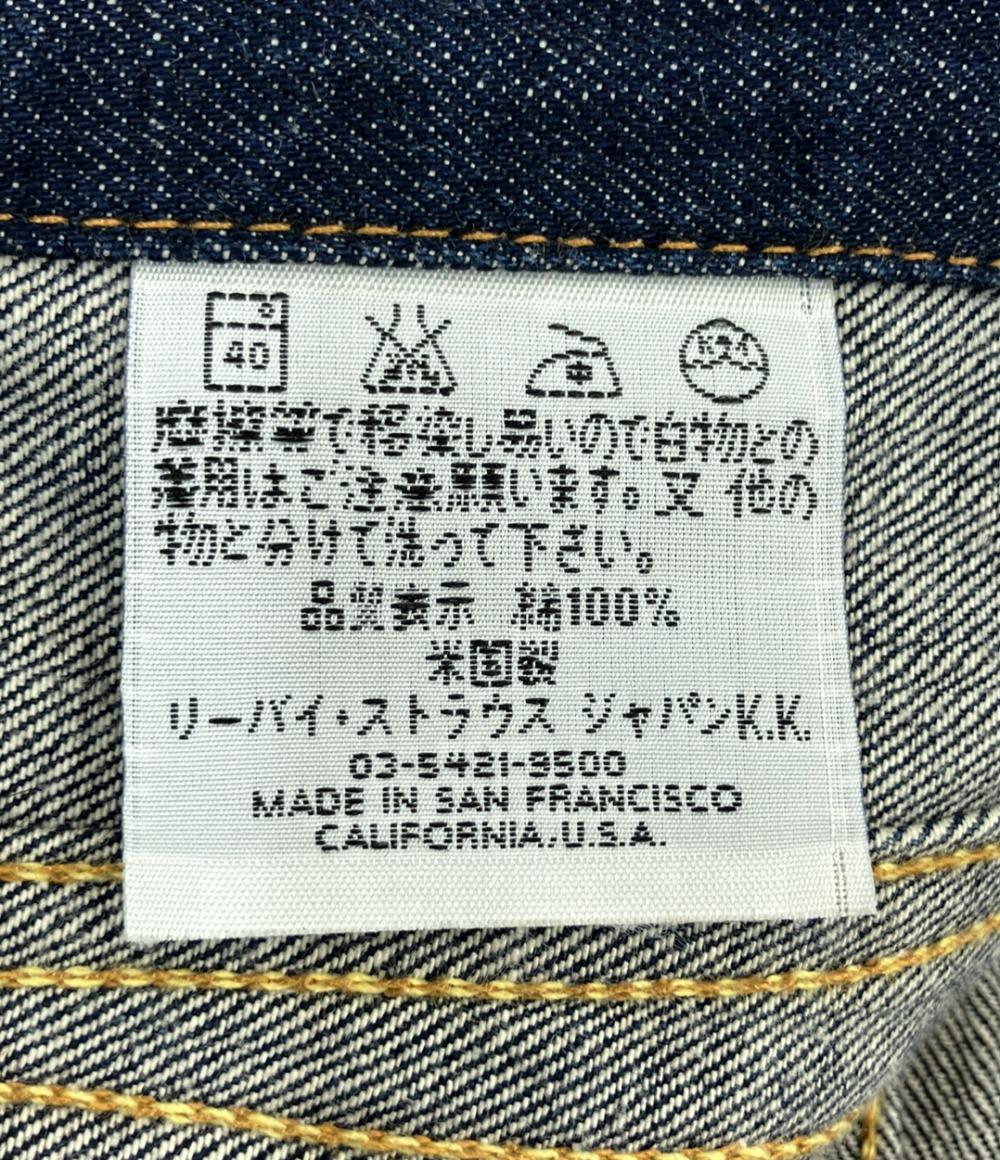 40
摩擦等で移染し易いので白物との
着用はご注意願います。又 他の
物と分けて洗って下さい。
品質表示 綿100%
米国製
リーバイ・ストラウス ジャパンK.K.
03-5421-3500
MADE IN SAN FRANCISCO
CALIFORNIA.U.S.A.